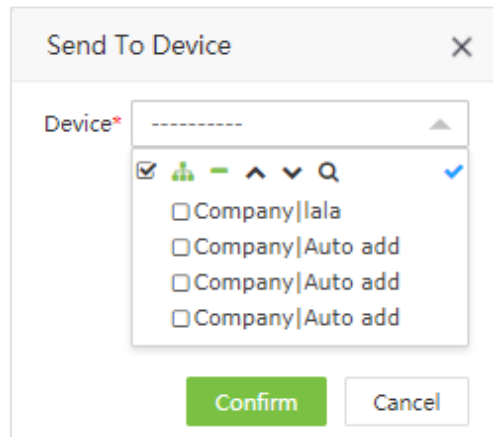 Send To Device
Device* ----------
Company|lala
Company|Auto add
Company|Auto add
Company|Auto add
Confirm Cancel